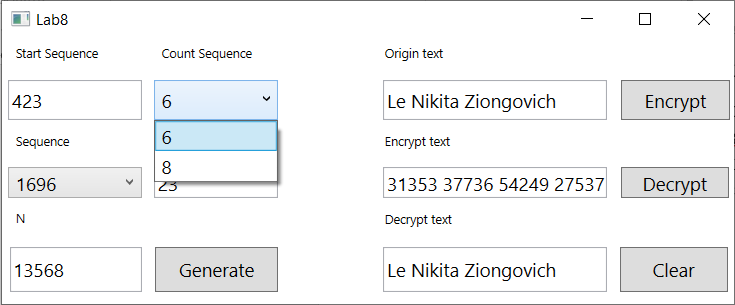 Lab8
Start Sequence
Count Sequence
Origin text
423
6
Le Nikita Ziongovich
Encrypt
6
Sequence
Encrypt text
8
1696
23
31353 37736 54249 27537
Decrypt
N
Decrypt text
13568
Generate
Le Nikita Ziongovich
Clear